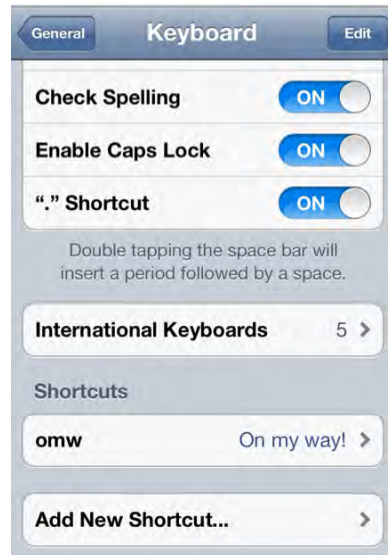 General Keyboard Edit
Check Spelling ON
Enable Caps Lock ON
“.” Shortcut ON
Double tapping the space bar will
insert a period followed by a space.
International Keyboards 5
Shortcuts
omw On my way!
Add New Shortcut...